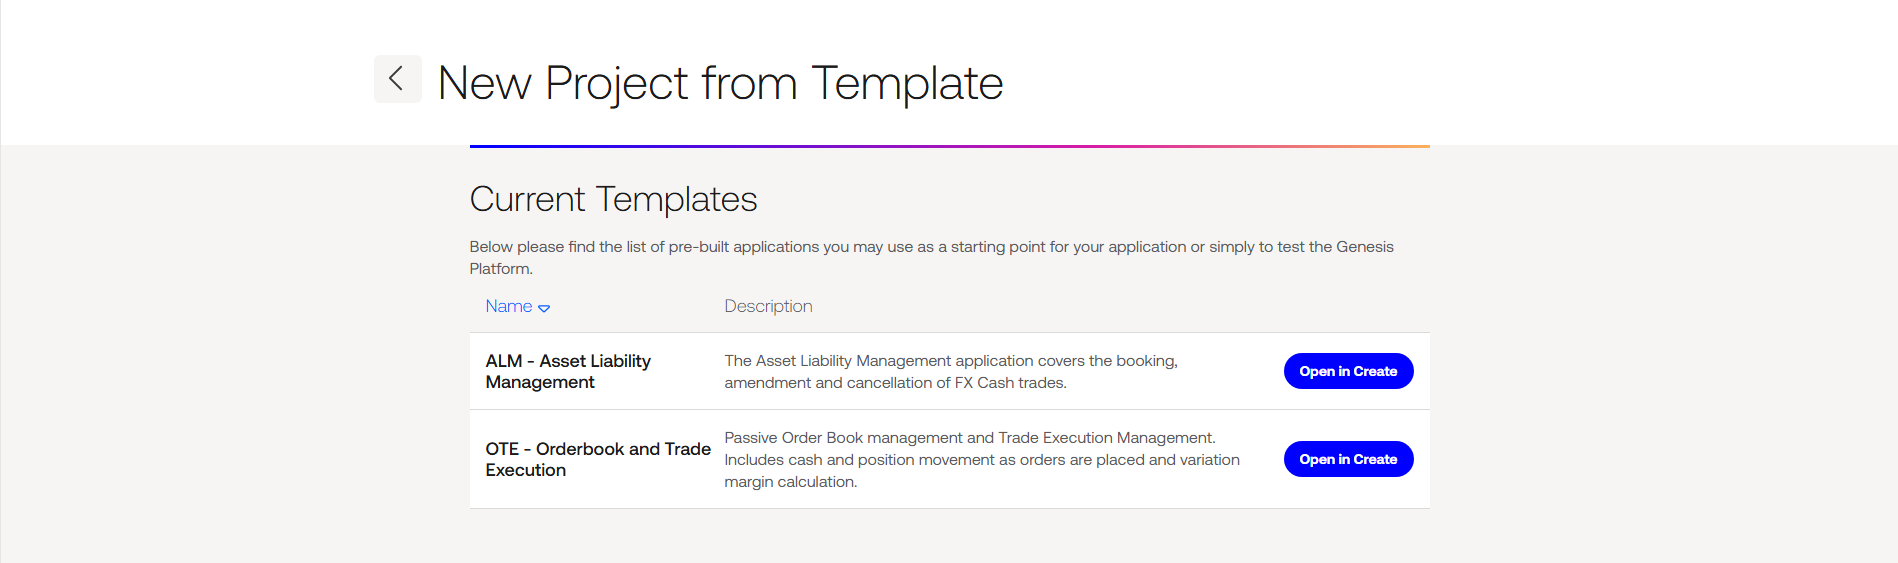 New Project from Template
Current Templates
Below please find the list of pre-built applications you may use as a starting point for your application or simply to test the Genesis
Platform.
Name Description
ALM - Asset Liability
Management
The Asset Liability Management application covers the booking,
amendment and cancellation of FX Cash trades.
Open in Create
OTE - Orderbook and Trade
Execution
Passive Order Book management and Trade Execution Management.
Includes cash and position movement as orders are placed and variation
margin calculation.
Open in Create